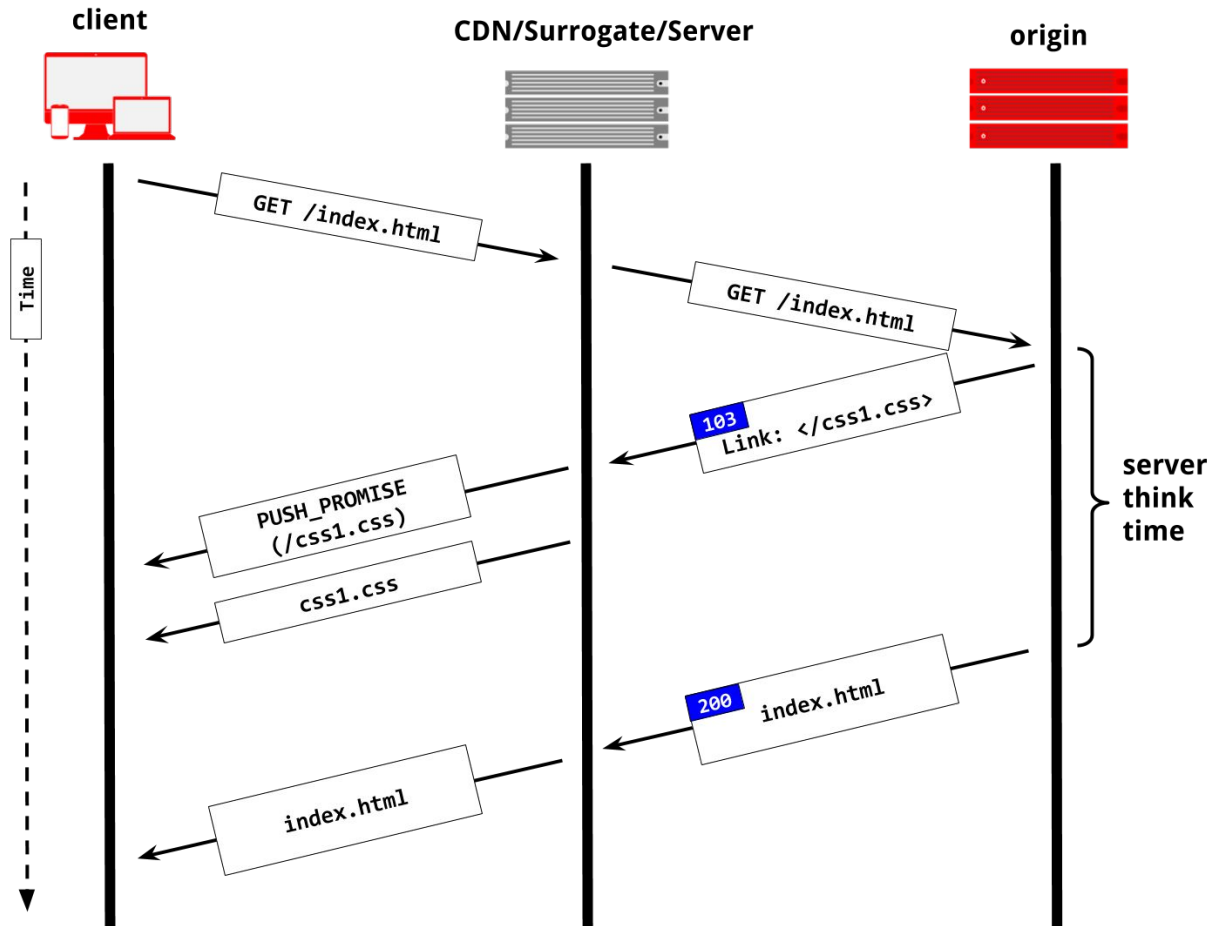 client
CDN/Surrogate/Server
origin
Time
GET /index.html
GET /index.html
103
Link: </css1.css>
PUSH_PROMISE
(/css1.css)
css1.css
server
think
time
200
index.html
index.html